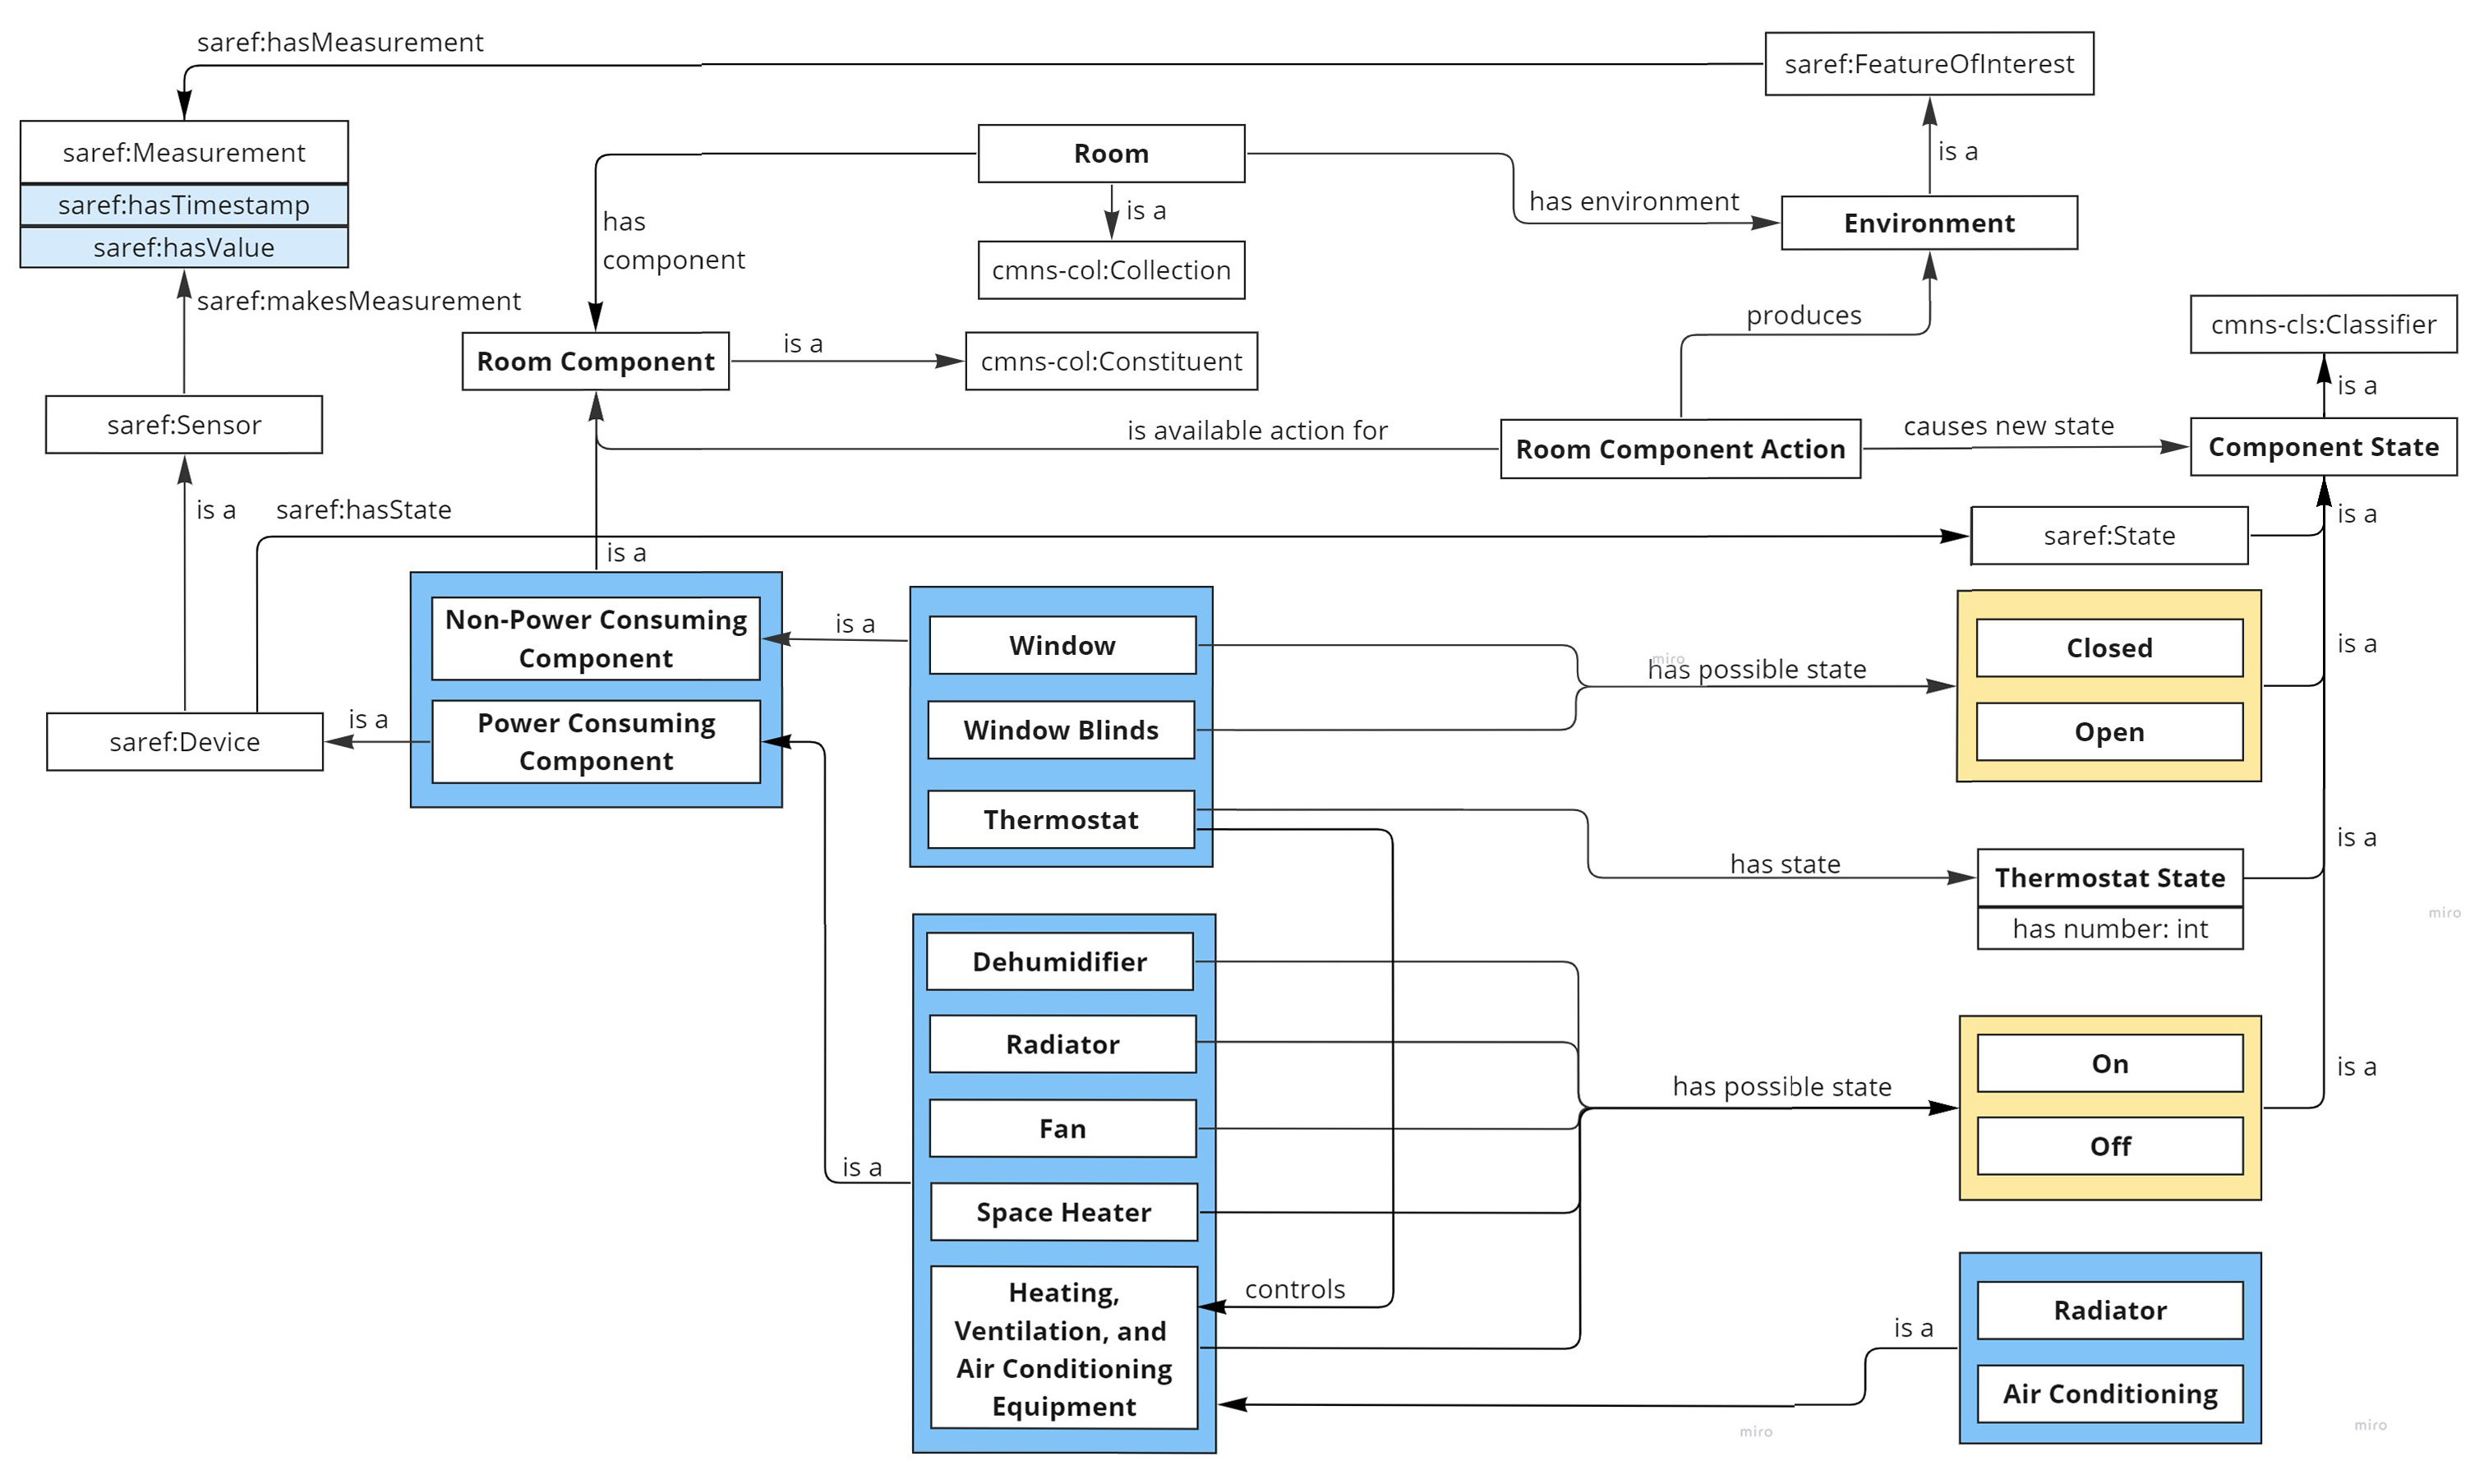 saref:hasMeasurement
saref:FeatureOfInterest
saref:Measurement
saref:hasTimestamp
saref:hasValue
Room
is a
is a
has environment
Environment
has
component
cmns-col:Collection
saref:makesMeasurement
produces
cmns-cls:Classifier
Room Component
is a
cmns-col:Constituent
is a
saref:Sensor
is available action for
Room Component Action
causes new state
Component State
is a
saref:hasState
saref:State
is a
is a
Non-Power Consuming
Component
is a
Window
miro
has possible state
Closed
is a
Power Consuming
Component
is a
saref:Device
Window Blinds
Open
Thermostat
has state
Thermostat State
has number: int
is a
miro
Dehumidifier
Radiator
Fan
Space Heater
is a
has possible state
On
Off
is a
Heating,
Ventilation, and
Air Conditioning
Equipment
controls
is a
Radiator
Air Conditioning
miro
miro